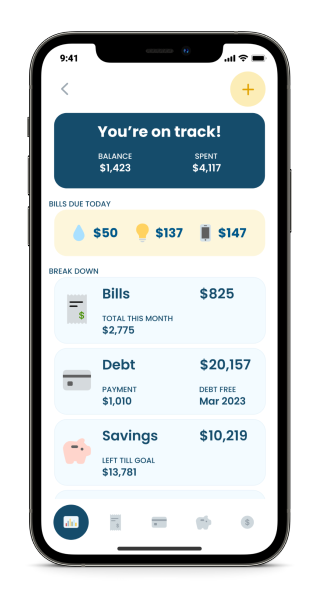 9:41
You're on track!
BALANCE SPENT
$1,423 $4,117
BILLS DUE TODAY
$50 $137 $147
BREAK DOWN
Bills $825
$
TOTAL THIS MONTH
$2,775
Debt $20,157
PAYMENT DEBT FREE
$1,010 Mar 2023
Savings $10,219
LEFT TILL GOAL
$13,781
$